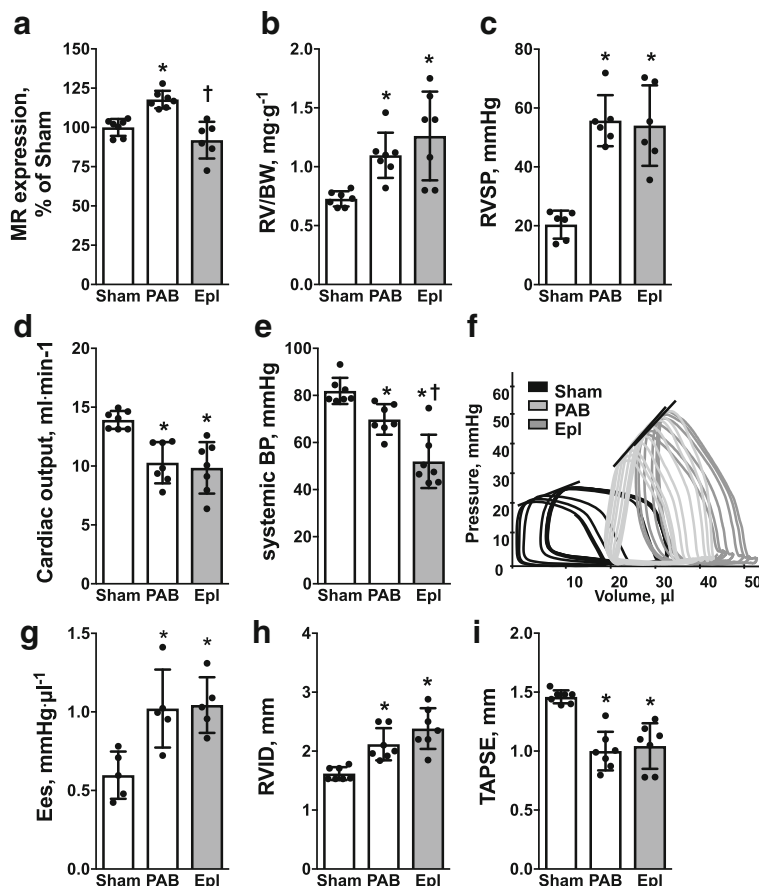 a
MR expression,
% of Sham
150
125
100
75
50
25
0
*
†
Sham PAB Epl
b
RV/BW, mg·g-1
2.0
1.5
1.0
0.5
0.0
*
*
Sham PAB Epl
c
RVSP, mmHg
80
60
40
20
0
*
*
Sham PAB Epl
d
Cardiac output, ml·min-1
20
15
10
5
0
*
*
Sham PAB Epl
e
systemic BP, mmHg
100
80
60
40
20
0
*
*†
Sham PAB Epl
f
Pressure, mmHg
60
50
40
30
20
10
0
Sham
PAB
Epl
10 20 30 40 50
Volume, µl
g
Ees, mmHg·µl-1
1.5
1.0
0.5
0.0
*
*
Sham PAB Epl
h
RVID, mm
4
3
2
1
0
*
*
Sham PAB Epl
i
TAPSE, mm
2.0
1.5
1.0
0.5
0.0
*
*
Sham PAB Epl